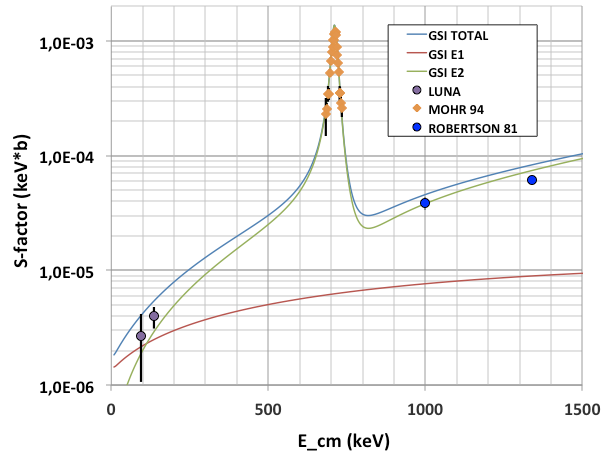 1,0E-03
1,0E-04
1,0E-05
1,0E-06
S-factor (keV*b)
GSI TOTAL
GSI E1
GSI E2
LUNA
MOHR 94
ROBERTSON 81
0
500
1000
1500
E_cm (keV)